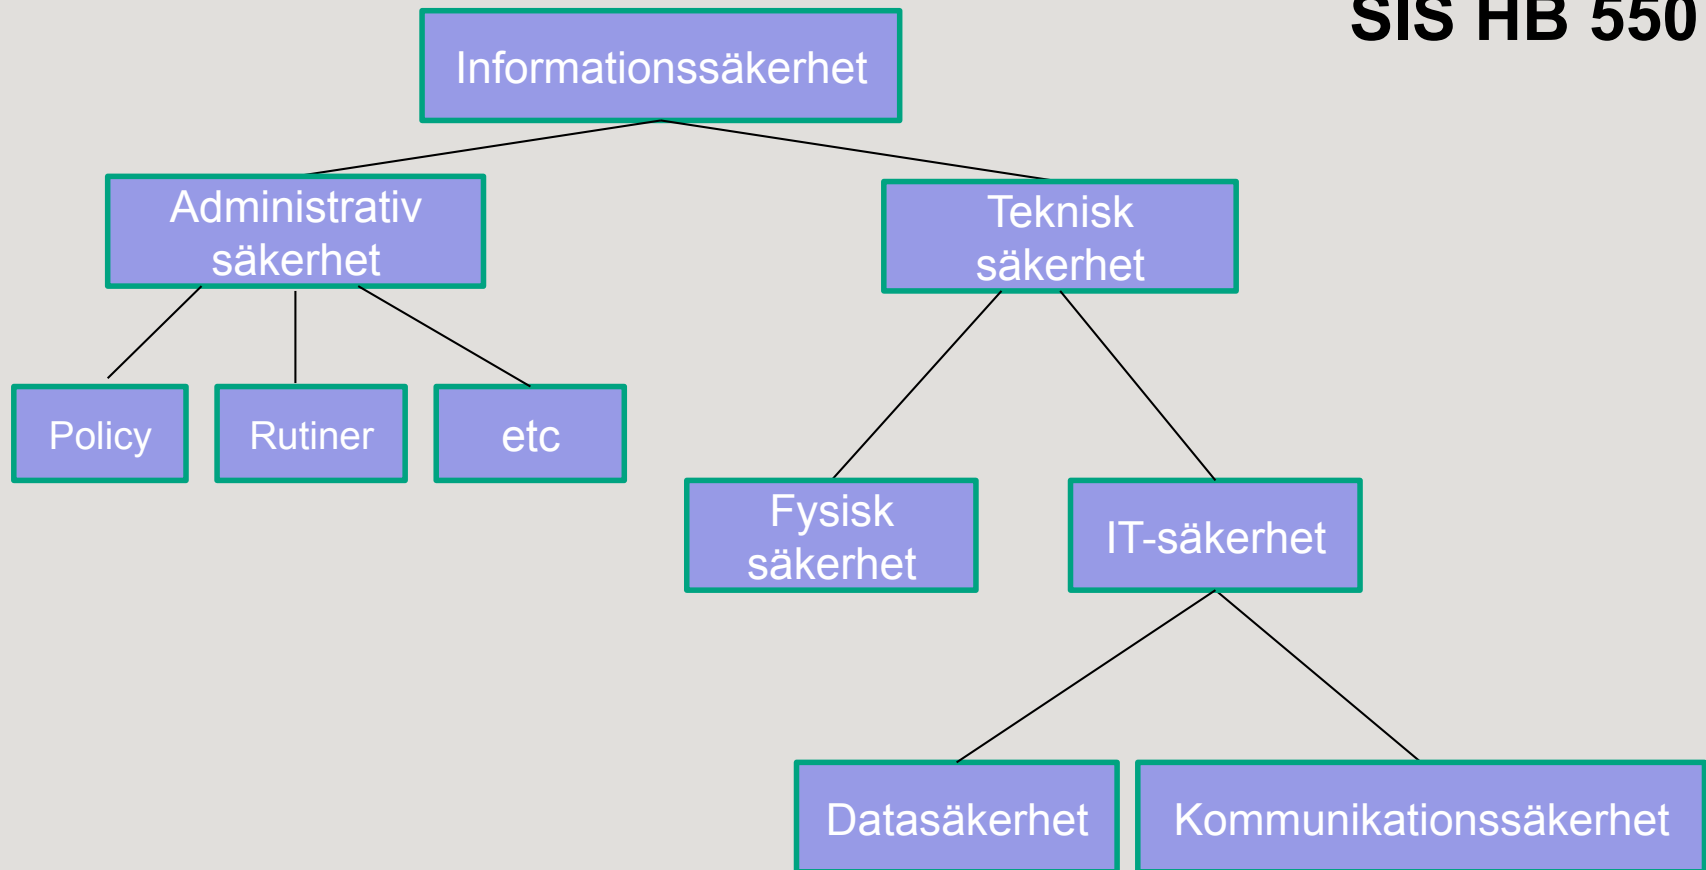 SIS HB 550
Informationssäkerhet
Administrativ
säkerhet
Teknisk
säkerhet
Policy
Rutiner
etc
Fysisk
säkerhet
IT-säkerhet
Datasäkerhet
Kommunikationssäkerhet